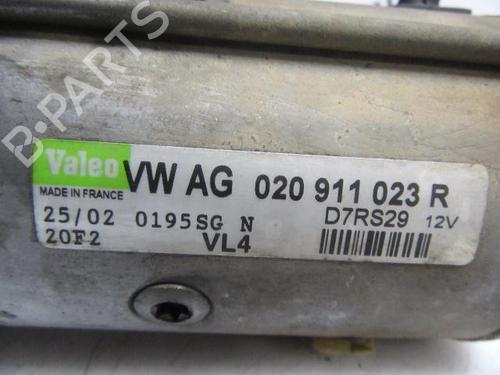 B-PARTS
Valeo VW AG 020 911 023 R
MADE IN FRANCE D7RS29 12V
25/02 0195SG N
20F2 VL4